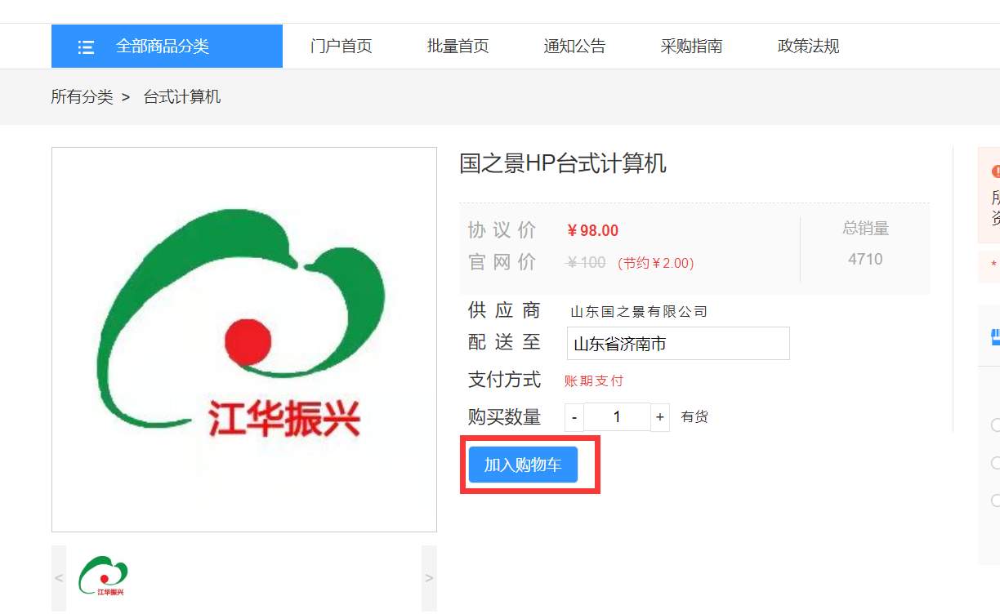 全部商品分类 门户首页 批量首页 通知公告 采购指南 政策法规
所有分类 > 台式计算机
江华振兴
< 江华振兴 >
国之景HP台式计算机
协议价 ¥98.00
官网价 ¥100 (节约¥2.00)
总销量
4710
供应商 山东国之景有限公司
配送至 山东省济南市
支付方式 账期支付
购买数量 - 1 + 有货
加入购物车
*